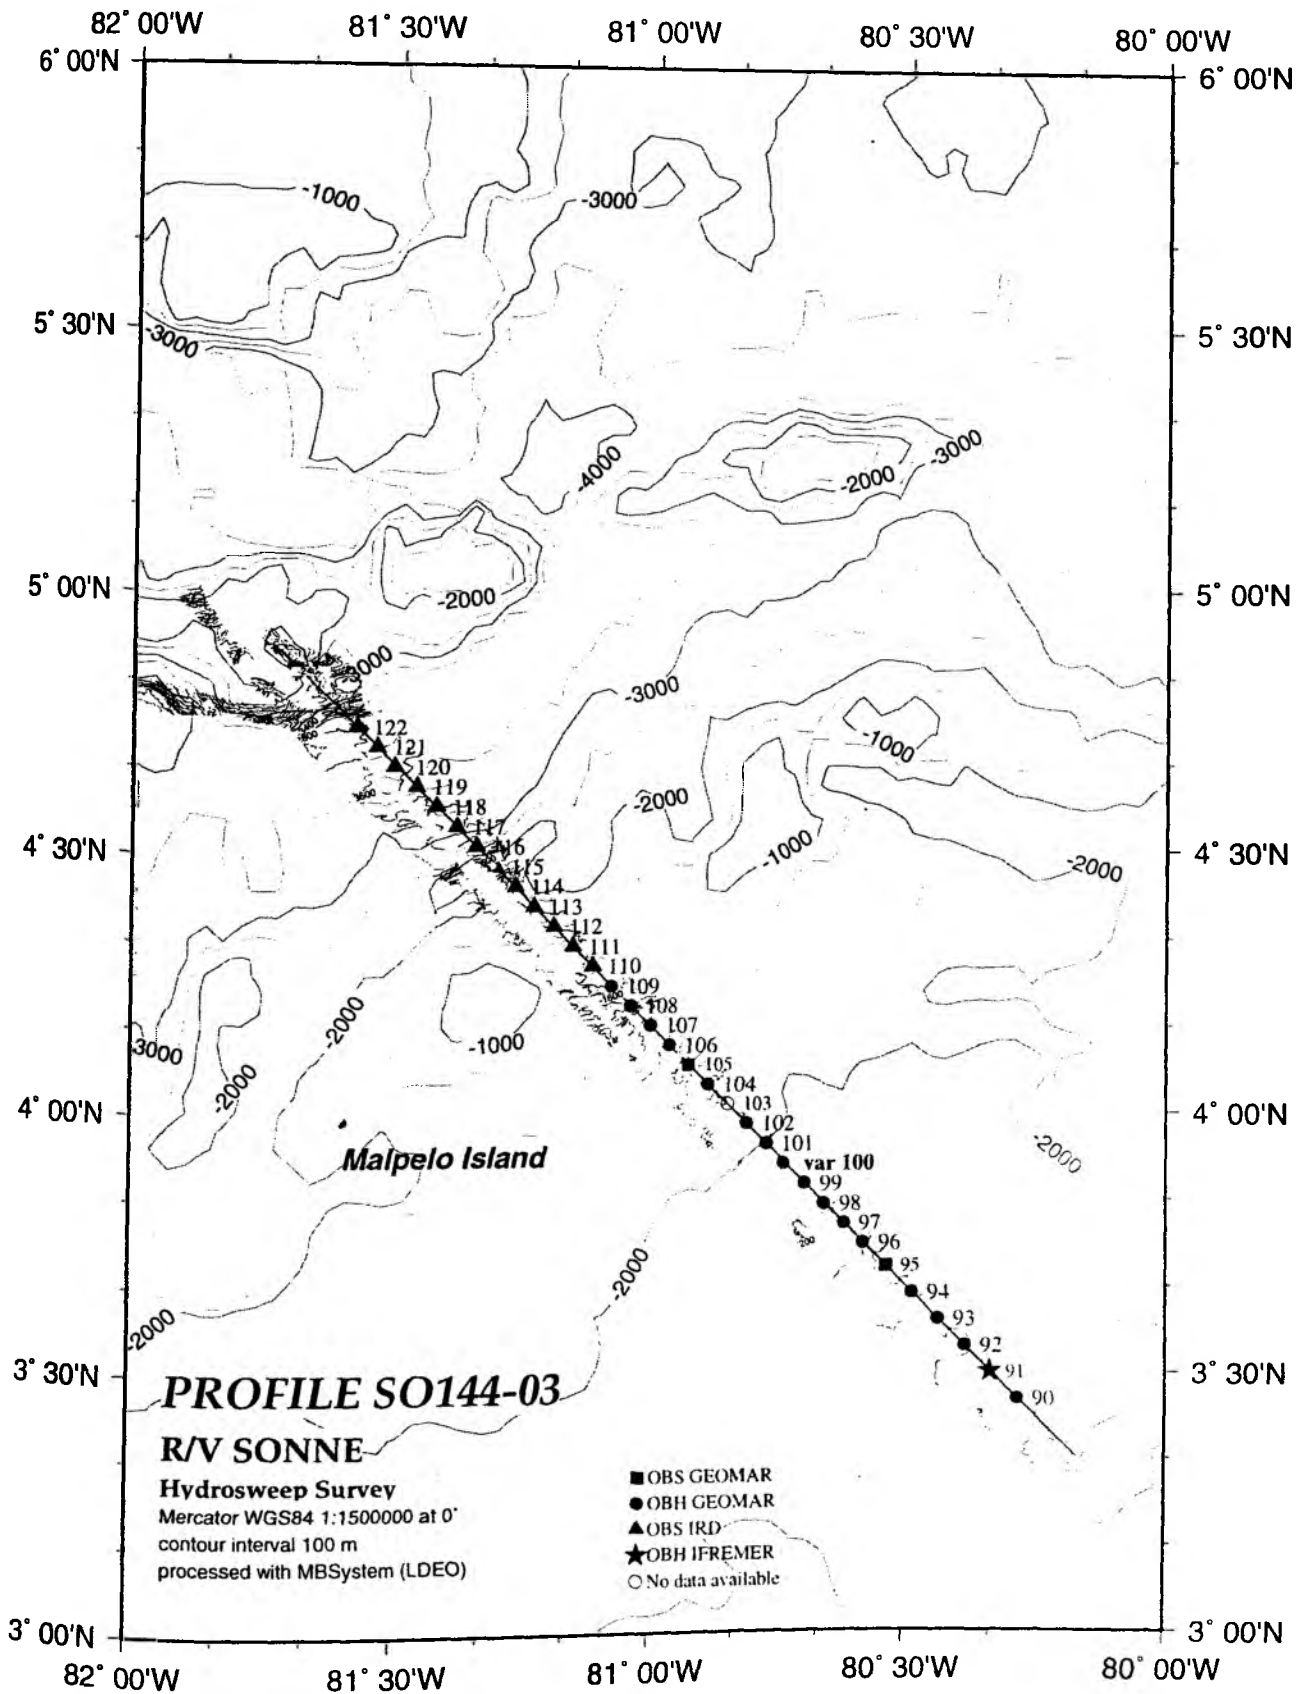 82° 00'W 81° 30'W 81° 00'W 80° 30'W 80° 00'W
6° 00'N 6° 00'N
-1000
-3000
5° 30'N 5° 30'N
-3000
-3000
-4000
-2000
5° 00'N 5° 00'N
-2000
-3000
-3000
122
-1000
121
120
119
-2000
118
117
4° 30'N 4° 30'N
116
-1000
-2000
115
114
113
112
111
110
109
108
-2000
107
-1000
-3000
106
105
-2000
104
103
4° 00'N 4° 00'N
102
101
-2000
Malpelo Island
var 100
99
98
97
96
95
-2000
94
93
-2000
92
3° 30'N 3° 30'N
91
90
PROFILE SO144-03
R/V SONNE
Hydrosweep Survey
Mercator WGS84 1:1500000 at 0°
contour interval 100 m
processed with MBSystem (LDEO)
OBS GEOMAR
OBH GEOMAR
OBS IRD
OBH IFREMER
No data available
3° 00'N 3° 00'N
82° 00'W 81° 30'W 81° 00'W 80° 30'W 80° 00'W